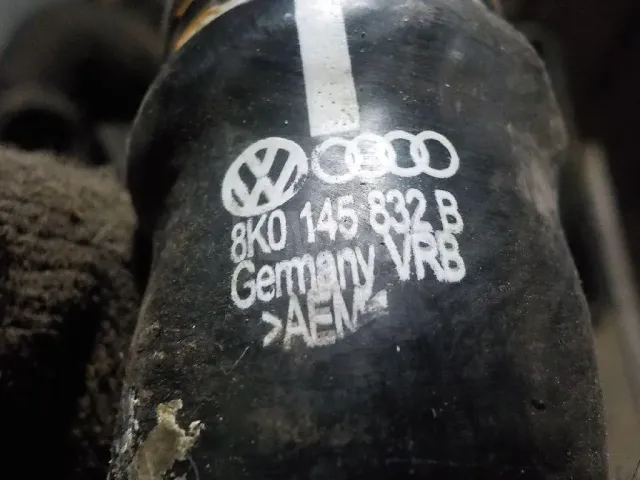 8K0 145 832 B
Germany VRB
>AEM<